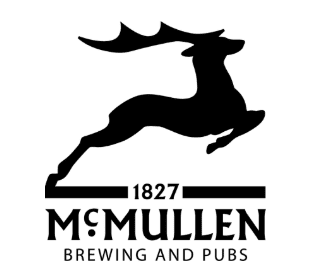 1827
McMULLEN
BREWING AND PUBS